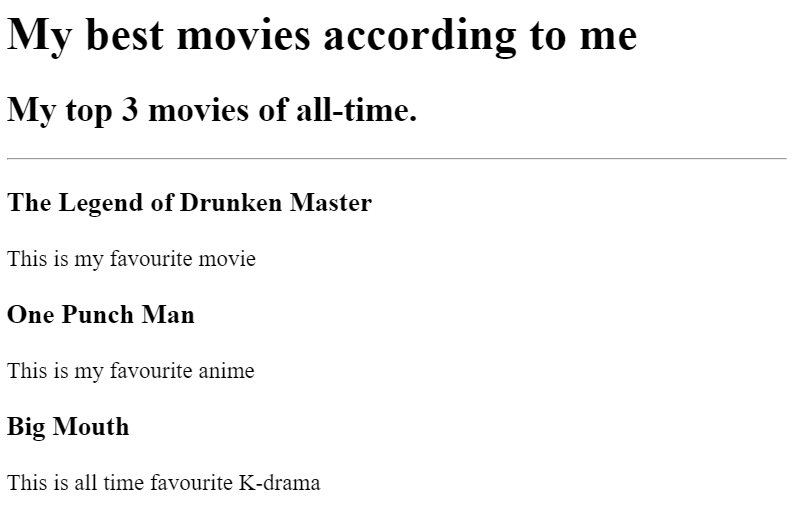 My best movies according to me
My top 3 movies of all-time.
The Legend of Drunken Master
This is my favourite movie
One Punch Man
This is my favourite anime
Big Mouth
This is all time favourite K-drama